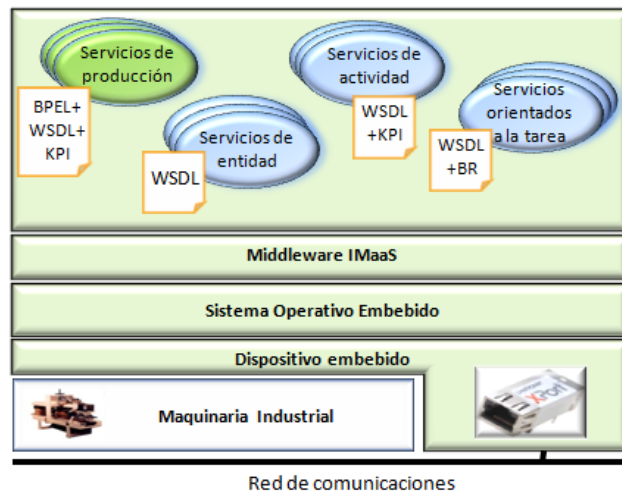 Servicios de
producción
BPEL+
WSDL+
KPI
Servicios de
entidad
WSDL
Servicios de
actividad
WSDL
+KPI
Servicios
orientados
a la tarea
WSDL
+BR
Middleware IMaaS
Sistema Operativo Embebido
Dispositivo embebido
Maquinaria Industrial
XPort
Red de comunicaciones